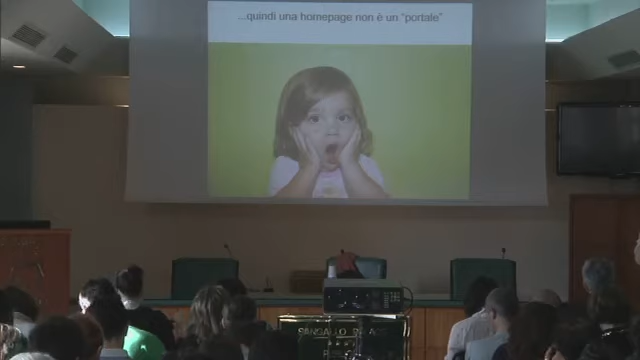 ...quindi una homepage non è un "portale"